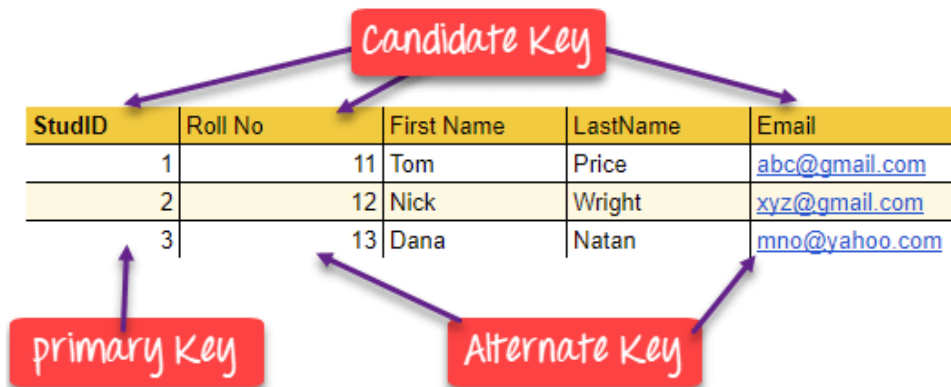 Candidate Key
StudID Roll No First Name LastName Email
1 11 Tom Price abc@gmail.com
2 12 Nick Wright xyz@gmail.com
3 13 Dana Natan mno@yahoo.com
primary Key Alternate Key